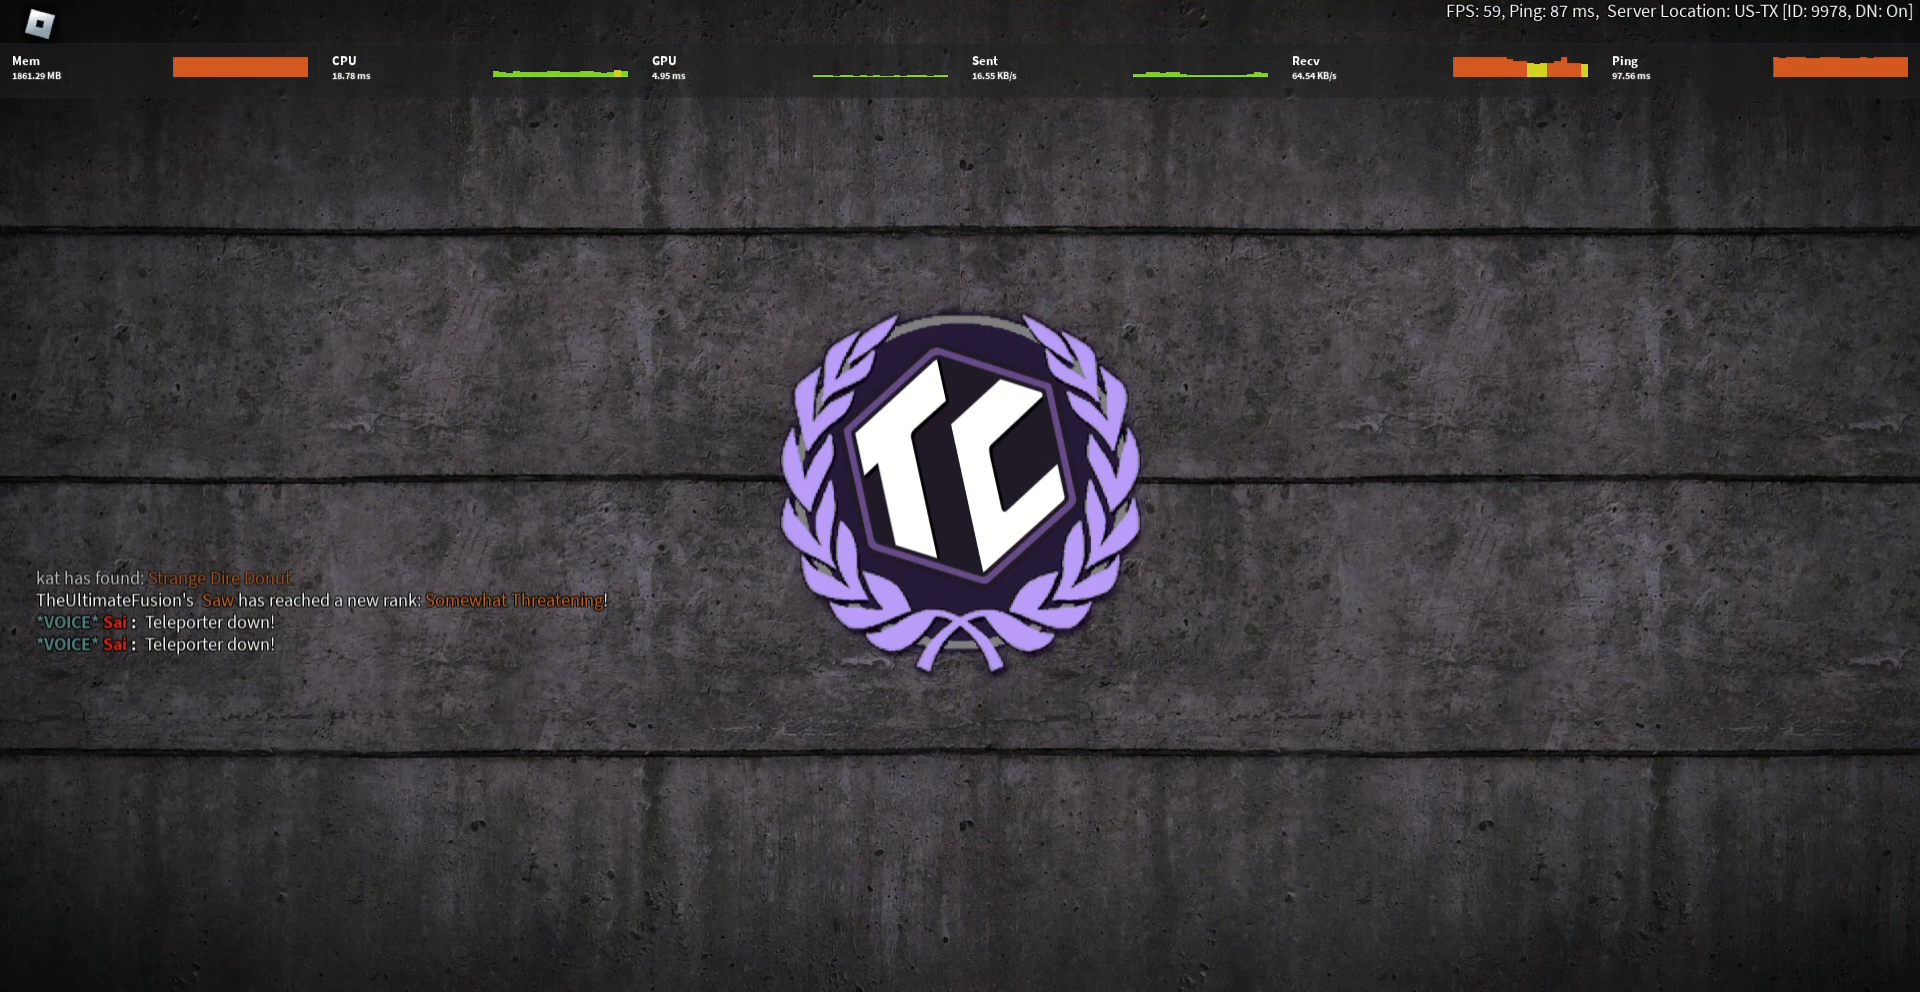 FPS: 59, Ping: 87 ms, Server Location: US-TX [ID: 9978, DN: On]
Mem CPU GPU Sent Recv Ping
1861.29 MB 18.78 ms 4.95 ms 16.55 KB/s 64.54 KB/s 97.56 ms
TC
kat has found: Strange Dire Donut
TheUltimateFusion's Saw has reached a new rank: Somewhat Threatening!
*VOICE* Sai : Teleporter down!
*VOICE* Sai : Teleporter down!